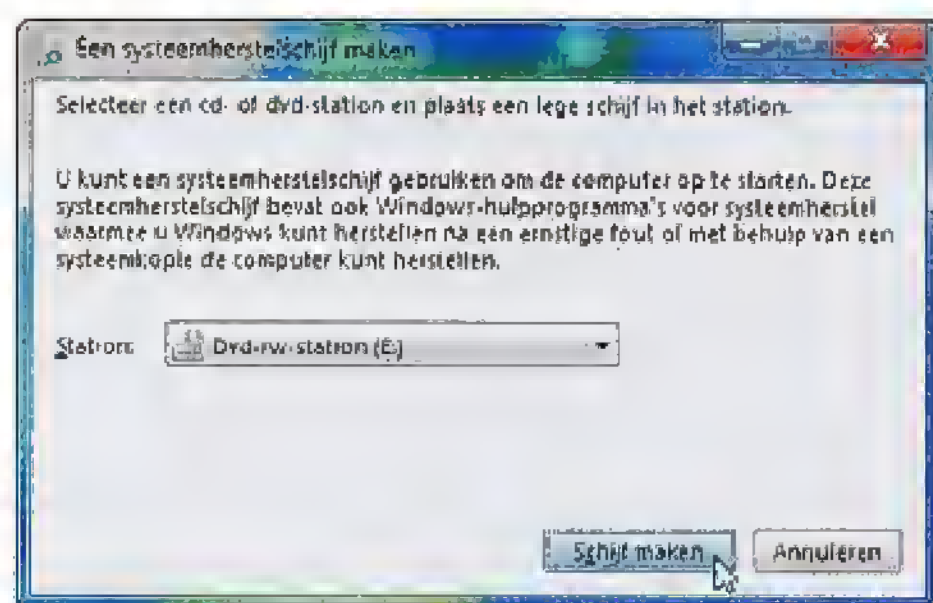 Een systeemherstelschijf maken
Selecteer een cd- of dvd-station en plaats een lege schijf in het station.
U kunt een systeemherstelschijf gebruiken om de computer op te starten. Deze
systeemherstelschijf bevat ook Windows-hulpprogramma's voor systeemherstel
waarmee u Windows kunt herstellen na een ernstige fout of met behulp van een
systeemkopie de computer kunt herstellen.
Station: Dvd-rw-station (E:)
Schijf maken Annuleren